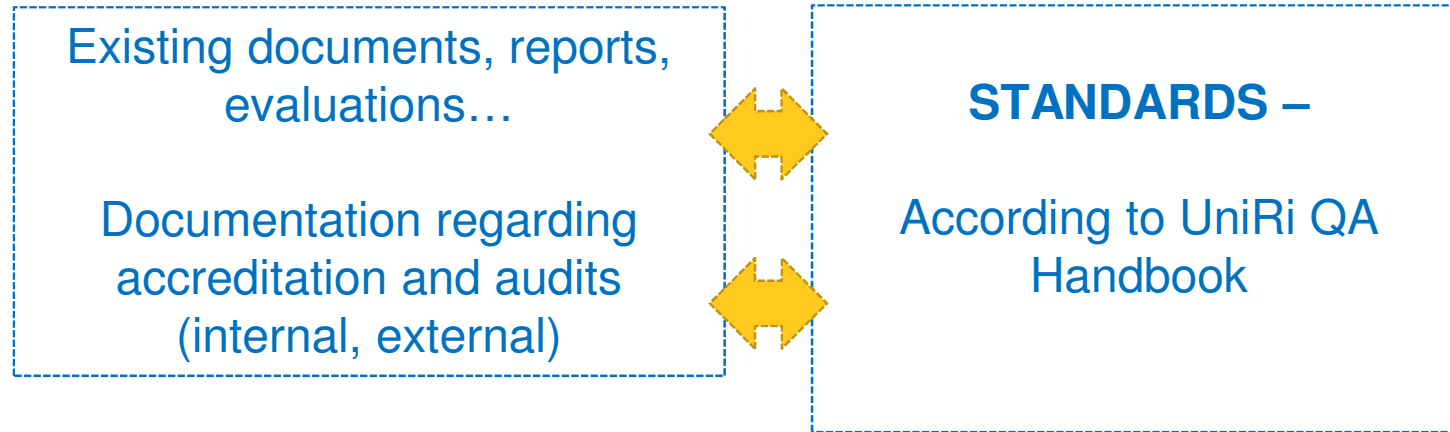 Existing documents, reports,
evaluations…
Documentation regarding
accreditation and audits
(internal, external)
STANDARDS –
According to UniRi QA
Handbook